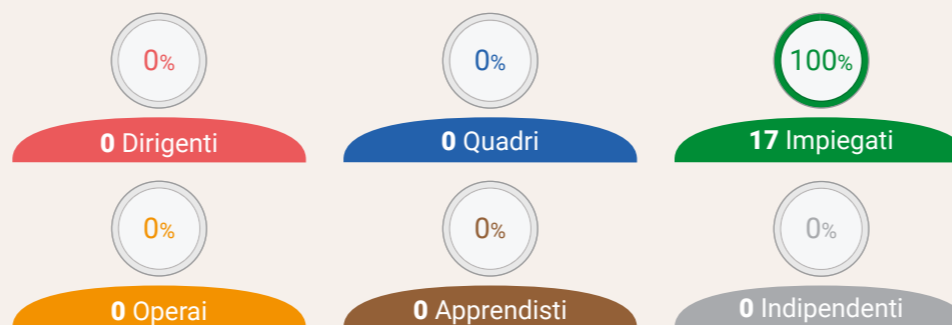 0% 0% 100%
0 Dirigenti 0 Quadri 17 Impiegati
0% 0% 0%
0 Operai 0 Apprendisti 0 Indipendenti